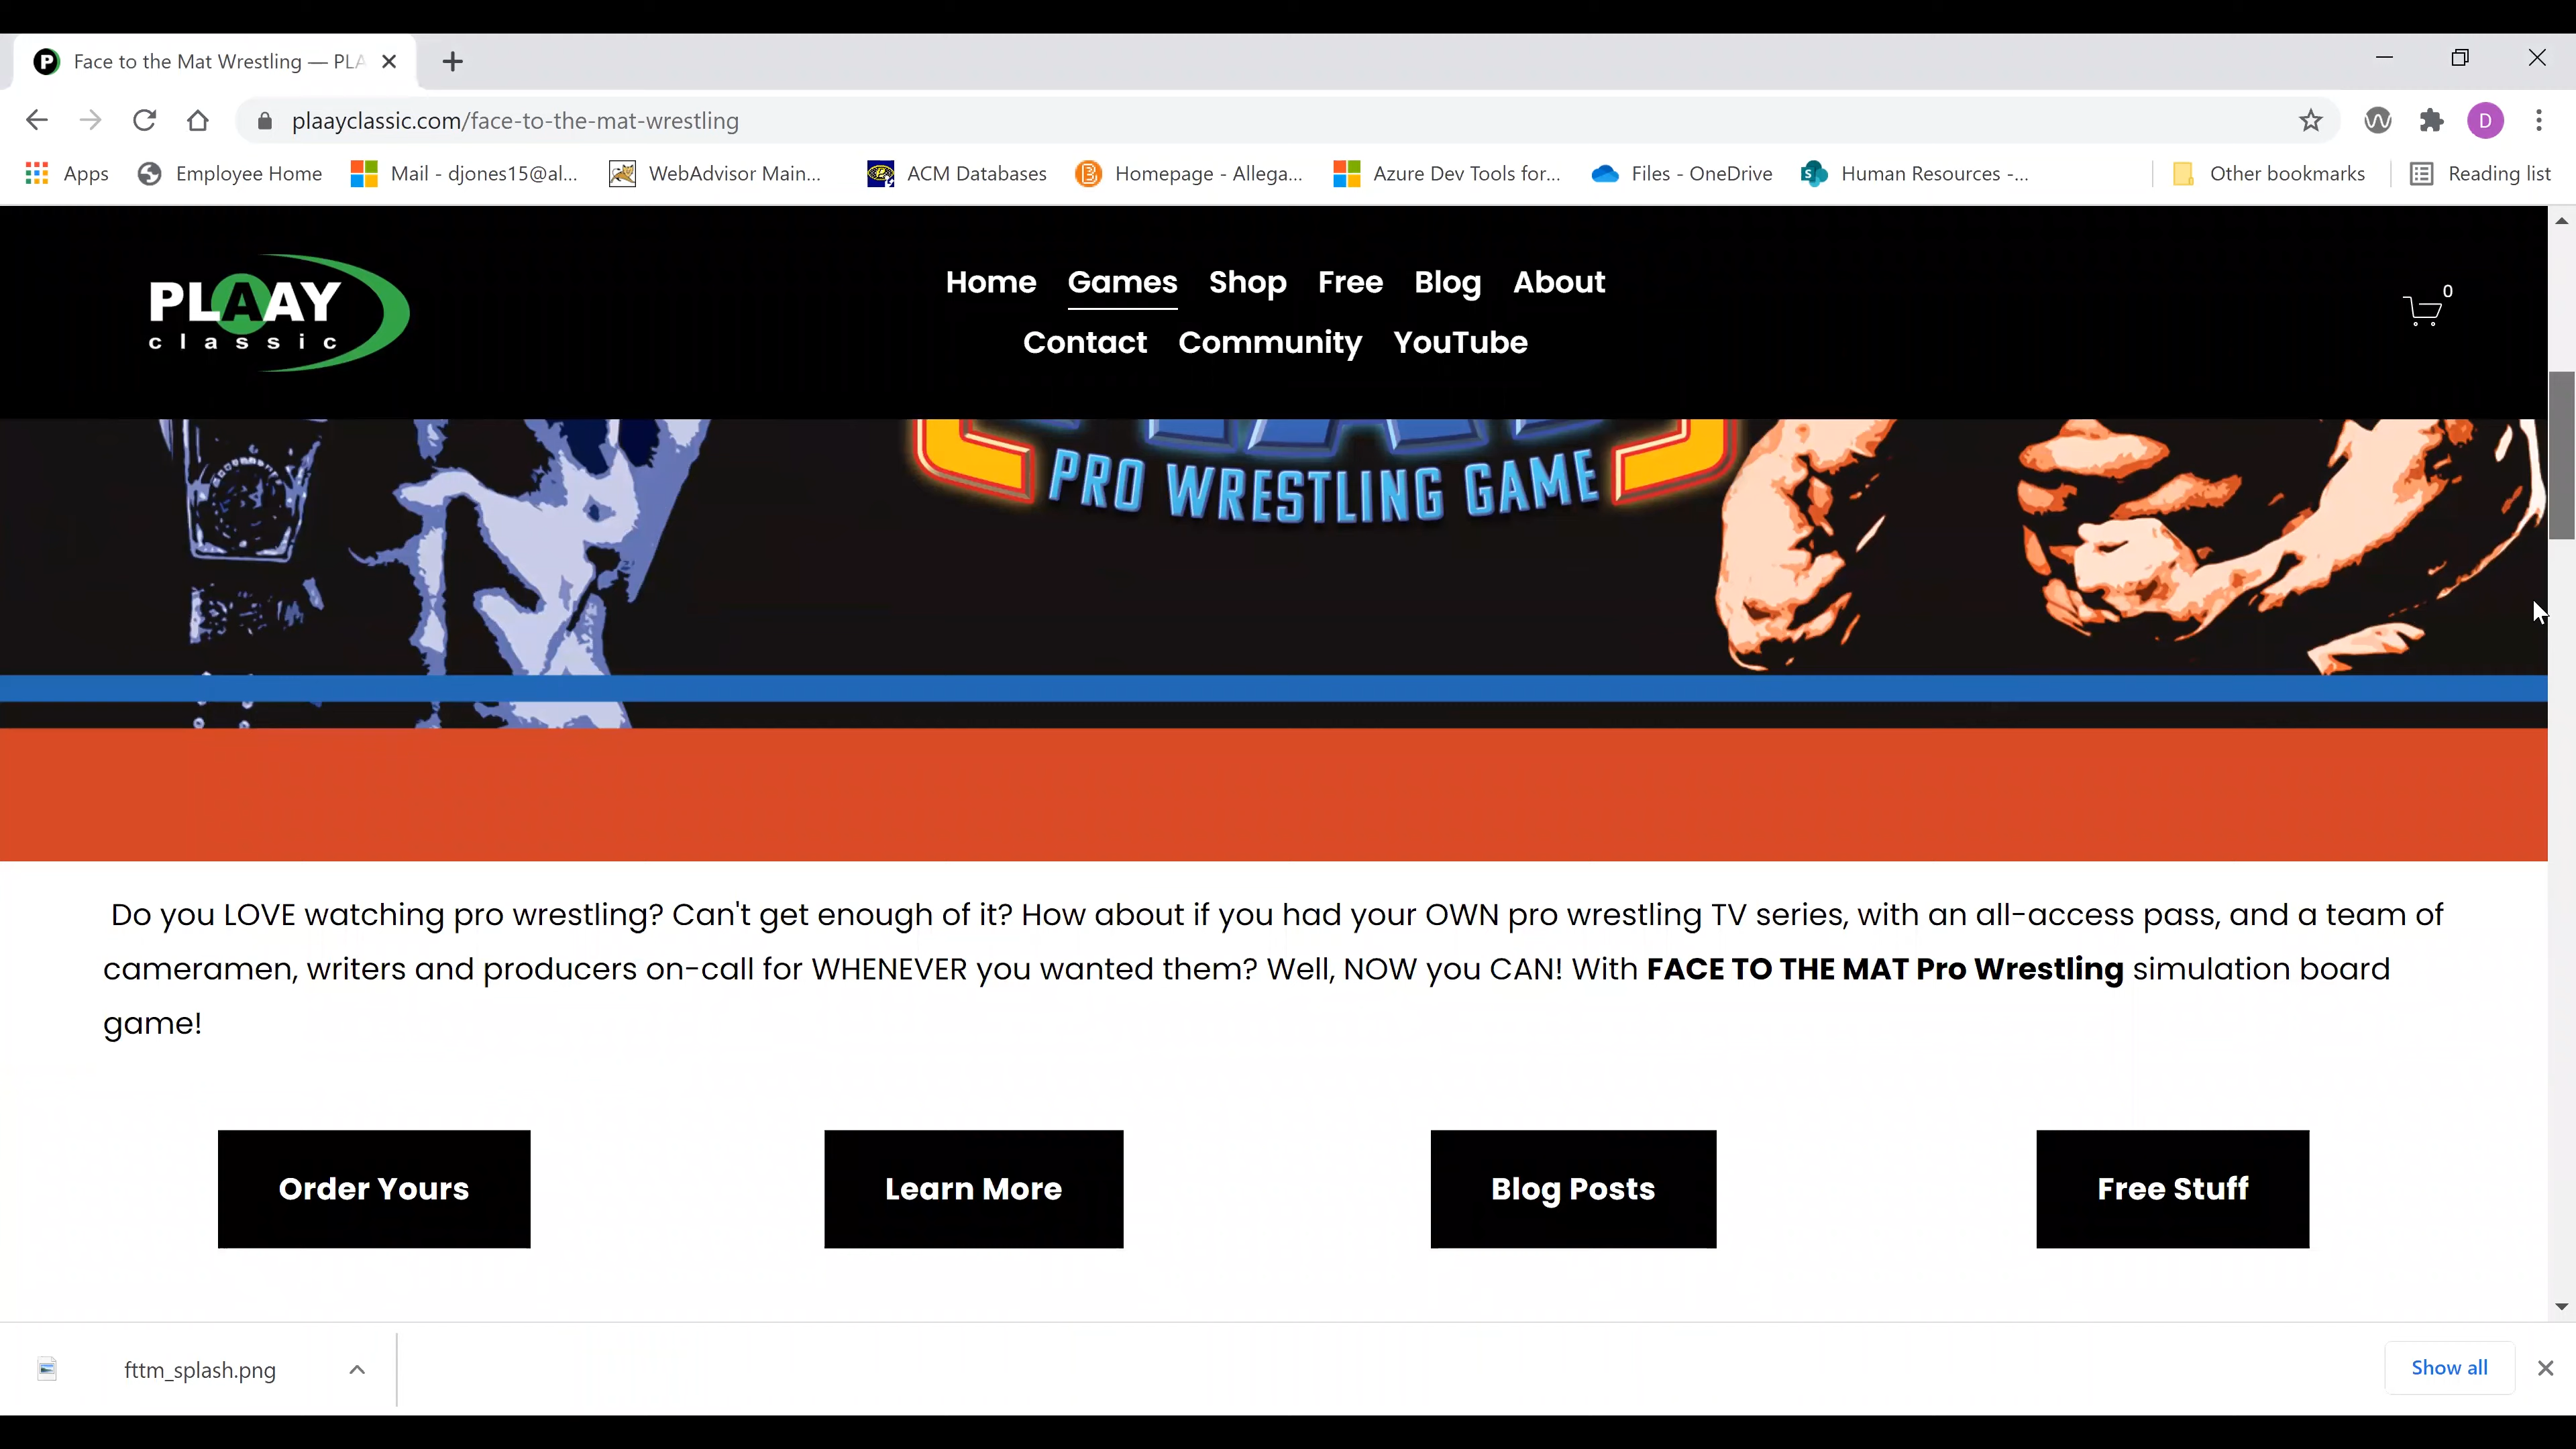 Face to the Mat Wrestling — PLA
plaayclassic.com/face-to-the-mat-wrestling
D
Apps Employee Home Mail - djones15@al... WebAdvisor Main... ACM Databases Homepage - Allega... Azure Dev Tools for... Files - OneDrive Human Resources -... Other bookmarks Reading list
PLAAY
classic
Home Games Shop Free Blog About
Contact Community YouTube
0
PRO WRESTLING GAME
Do you LOVE watching pro wrestling? Can't get enough of it? How about if you had your OWN pro wrestling TV series, with an all-access pass, and a team of
cameramen, writers and producers on-call for WHENEVER you wanted them? Well, NOW you CAN! With FACE TO THE MAT Pro Wrestling simulation board
game!
Order Yours Learn More Blog Posts Free Stuff
fttm_splash.png Show all